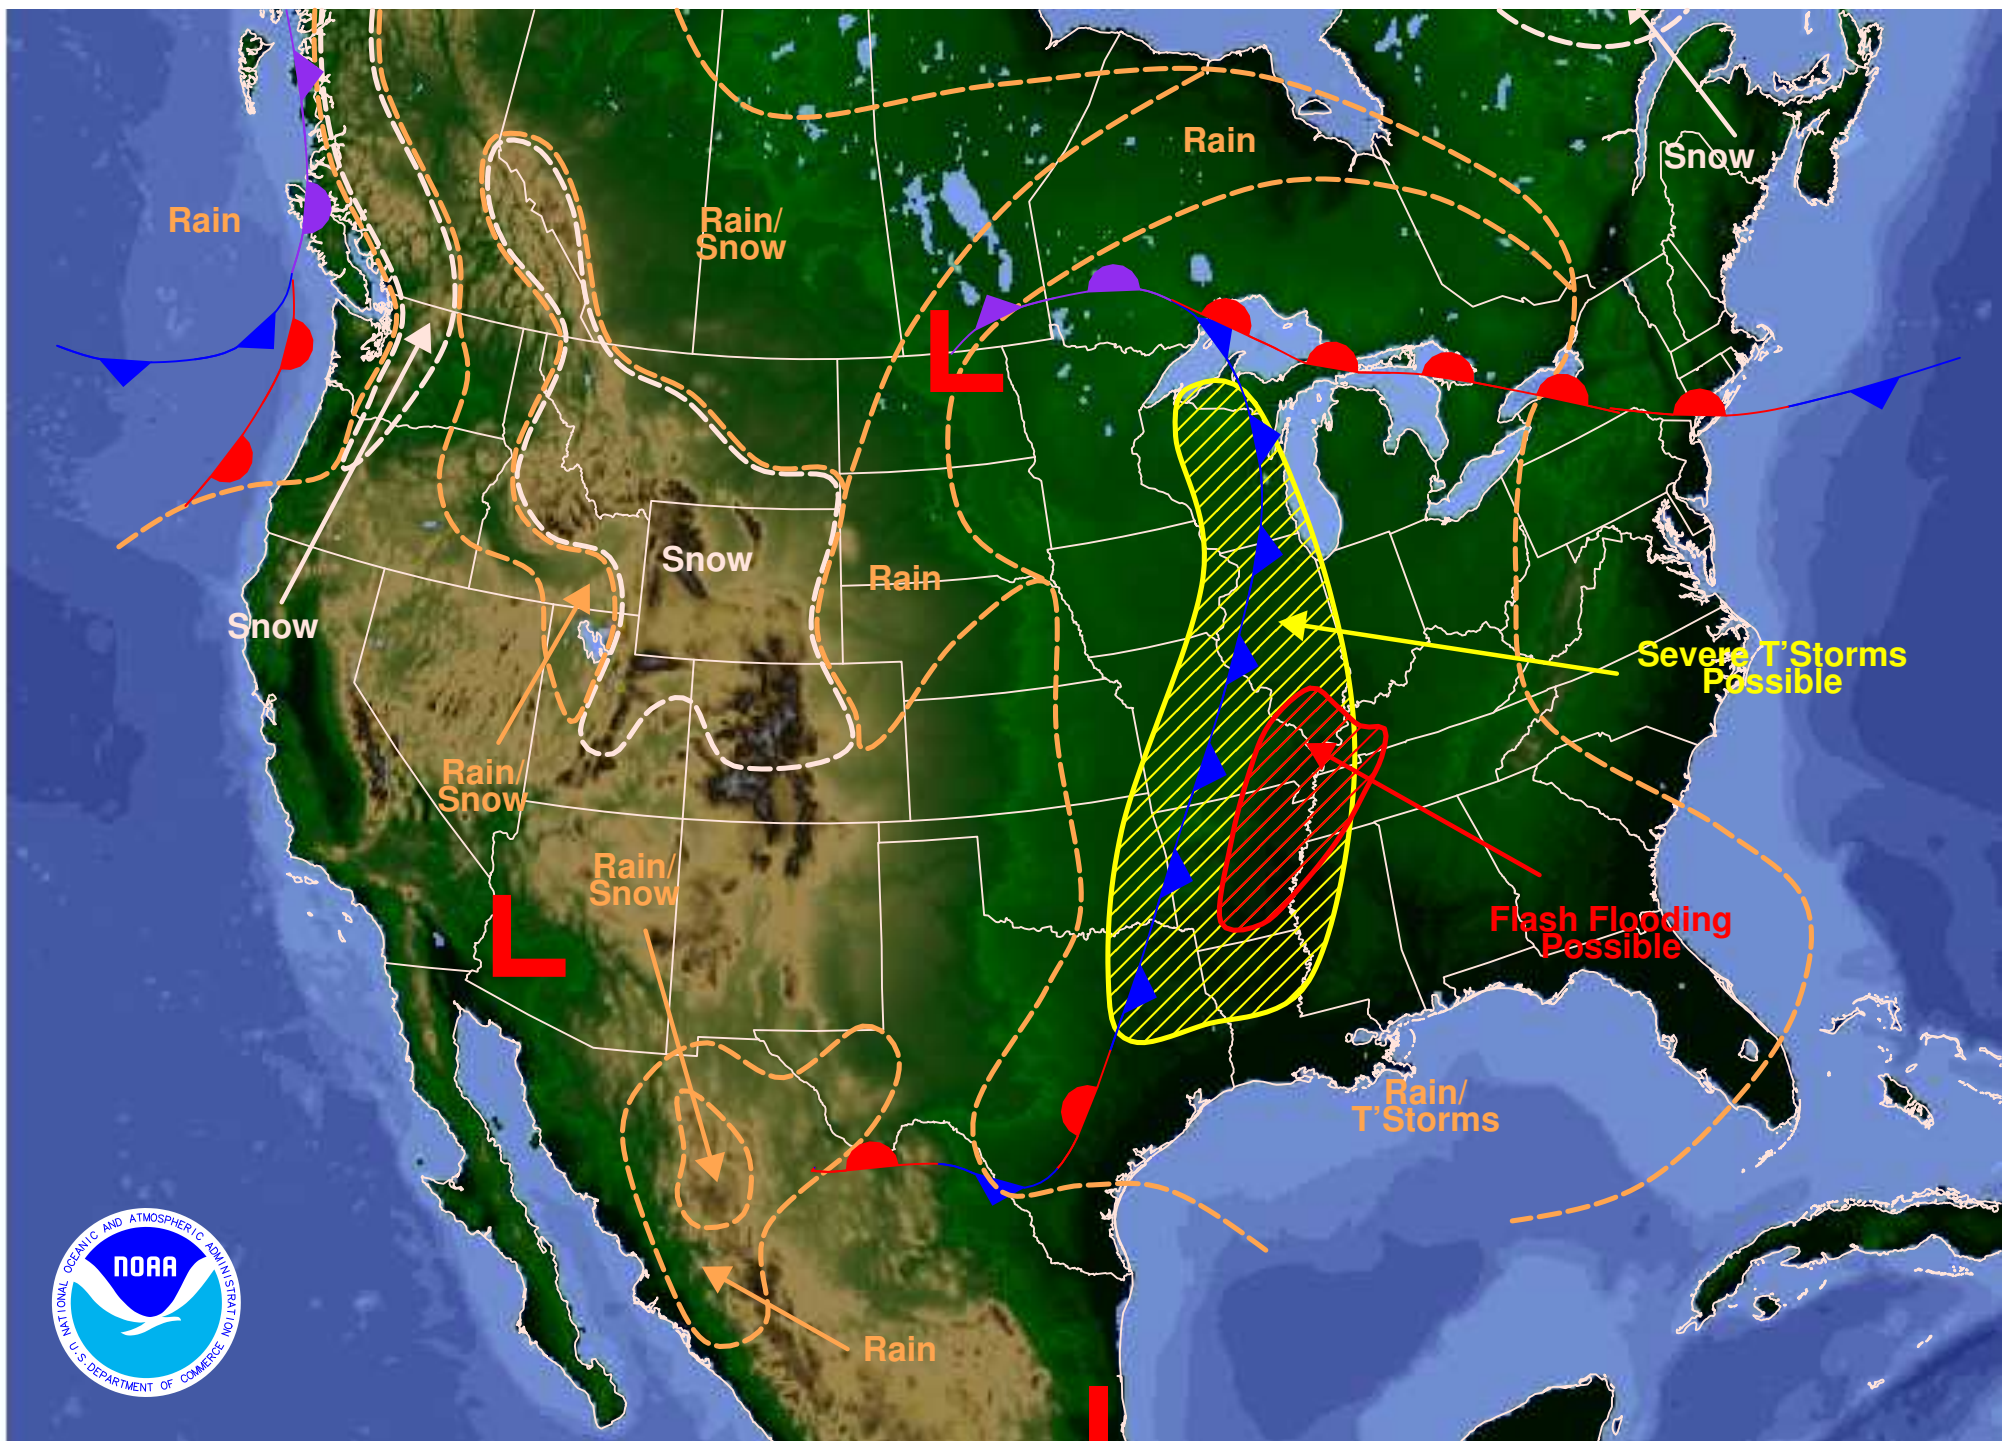 Rain
Snow
Rain
Rain/
Snow
Snow
Rain
Snow
Severe T'Storms
Possible
Rain/
Snow
Rain/
Snow
L
L
Flash Flooding
Possible
Rain/
T'Storms
Rain
NATIONAL OCEANIC AND ATMOSPHERIC ADMINISTRATION
NOAA
U.S. DEPARTMENT OF COMMERCE